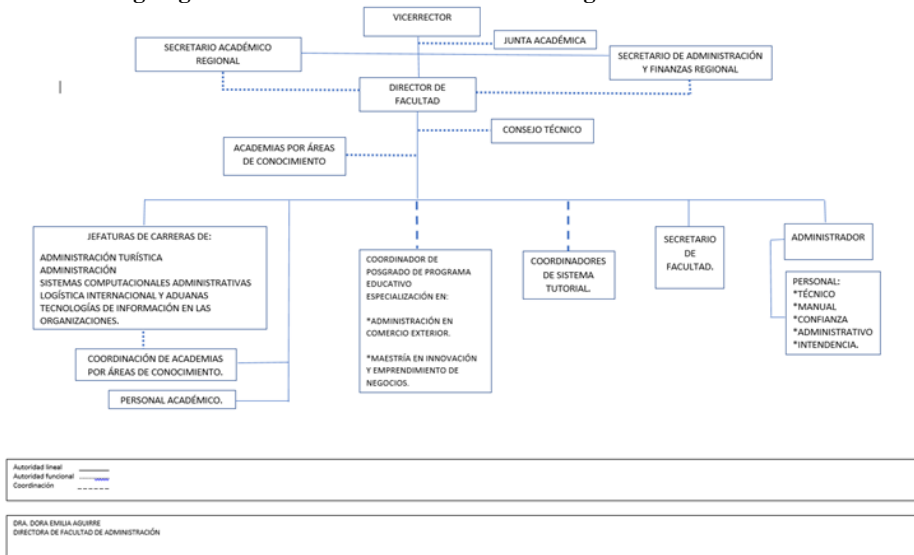 VICERRECTOR
JUNTA ACADÉMICA
SECRETARIO ACADÉMICO
REGIONAL
SECRETARIO DE ADMINISTRACIÓN
Y FINANZAS REGIONAL
DIRECTOR DE
FACULTAD
CONSEJO TÉCNICO
ACADEMIAS POR ÁREAS
DE CONOCIMIENTO
JEFATURAS DE CARRERAS DE:
ADMINISTRACIÓN TURÍSTICA
ADMINISTRACIÓN
SISTEMAS COMPUTACIONALES ADMINISTRATIVAS
LOGÍSTICA INTERNACIONAL Y ADUANAS
TECNOLOGÍAS DE INFORMACIÓN EN LAS
ORGANIZACIONES.
COORDINACIÓN DE ACADEMIAS
POR ÁREAS DE CONOCIMIENTO.
PERSONAL ACADÉMICO.
COORDINADOR DE
POSGRADO DE PROGRAMA
EDUCATIVO
ESPECIALIZACIÓN EN:
*ADMINISTRACIÓN EN
COMERCIO EXTERIOR.
*MAESTRÍA EN INNOVACIÓN
Y EMPRENDIMIENTO DE
NEGOCIOS.
COORDINADORES
DE SISTEMA
TUTORIAL.
SECRETARIO
DE
FACULTAD.
ADMINISTRADOR
PERSONAL:
*TÉCNICO
*MANUAL
*CONFIANZA
*ADMINISTRATIVO
*INTENDENCIA.
Autoridad lineal
Autoridad funcional
Coordinación
DRA. DORA EMILIA AGUIRRE
DIRECTORA DE FACULTAD DE ADMINISTRACIÓN